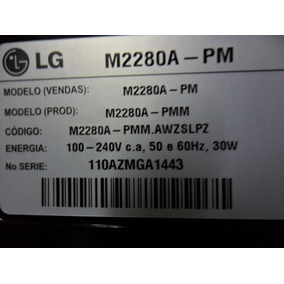 LG M2280A-PM
MODELO (VENDAS): M2280A-PM
MODELO (PROD): M2280A-PMM
CÓDIGO: M2280A-PMM.AWZSLPZ
ENERGIA: 100-240V c.a, 50 e 60Hz, 30W
No SERIE: 110AZMGA1443